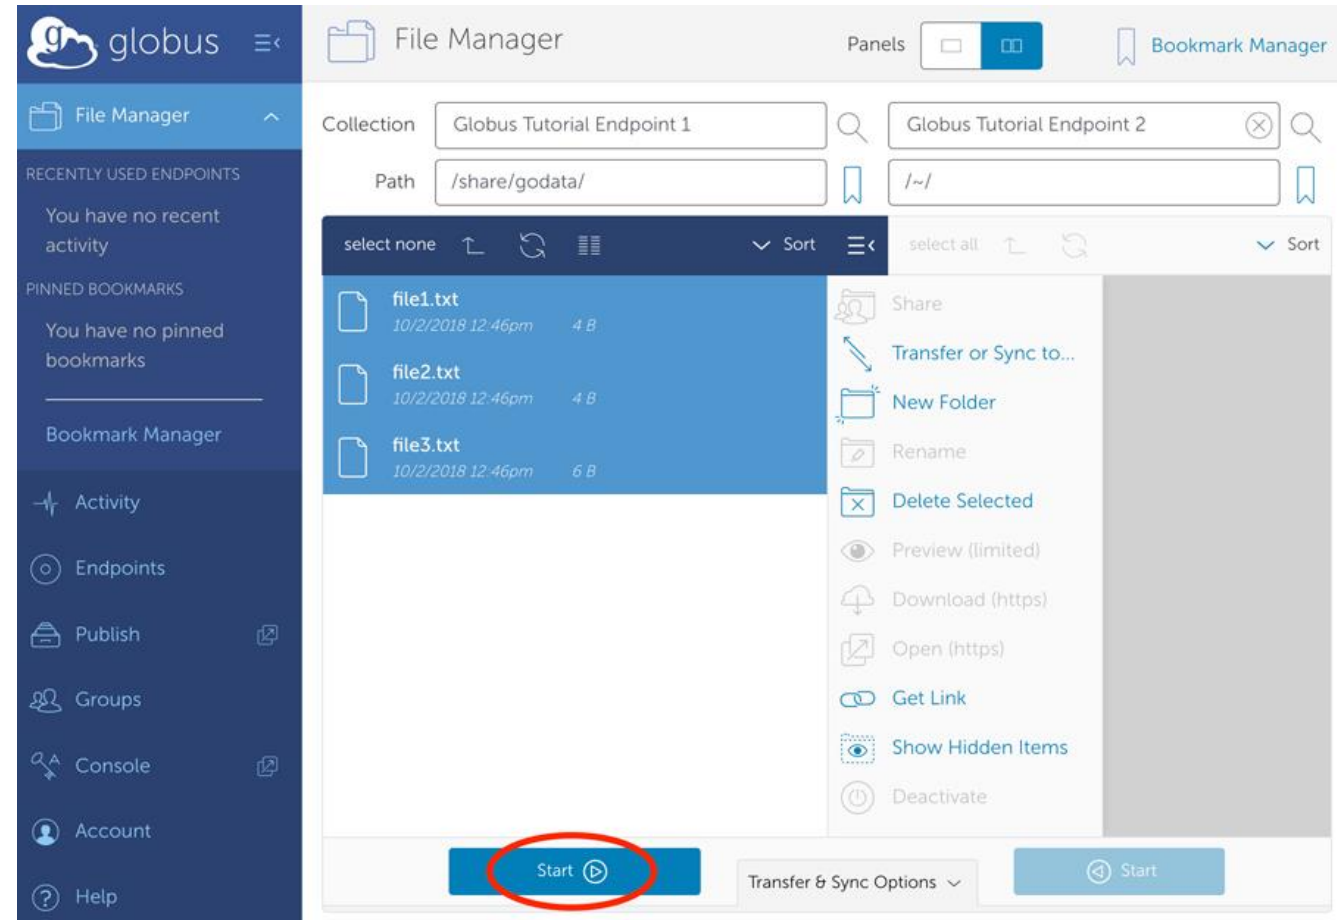 globus
File Manager
Panels
Bookmark Manager
File Manager
RECENTLY USED ENDPOINTS
You have no recent
activity
PINNED BOOKMARKS
You have no pinned
bookmarks
Bookmark Manager
Activity
Endpoints
Publish
Groups
Console
Account
Help
Collection
Globus Tutorial Endpoint 1
Globus Tutorial Endpoint 2
Path
/share/godata/
/~/
select none
Sort
select all
Sort
file1.txt
10/2/2018 12:46pm 4 B
file2.txt
10/2/2018 12:46pm 4 B
file3.txt
10/2/2018 12:46pm 6 B
Share
Transfer or Sync to...
New Folder
Rename
Delete Selected
Preview (limited)
Download (https)
Open (https)
Get Link
Show Hidden Items
Deactivate
Start
Transfer & Sync Options
Start